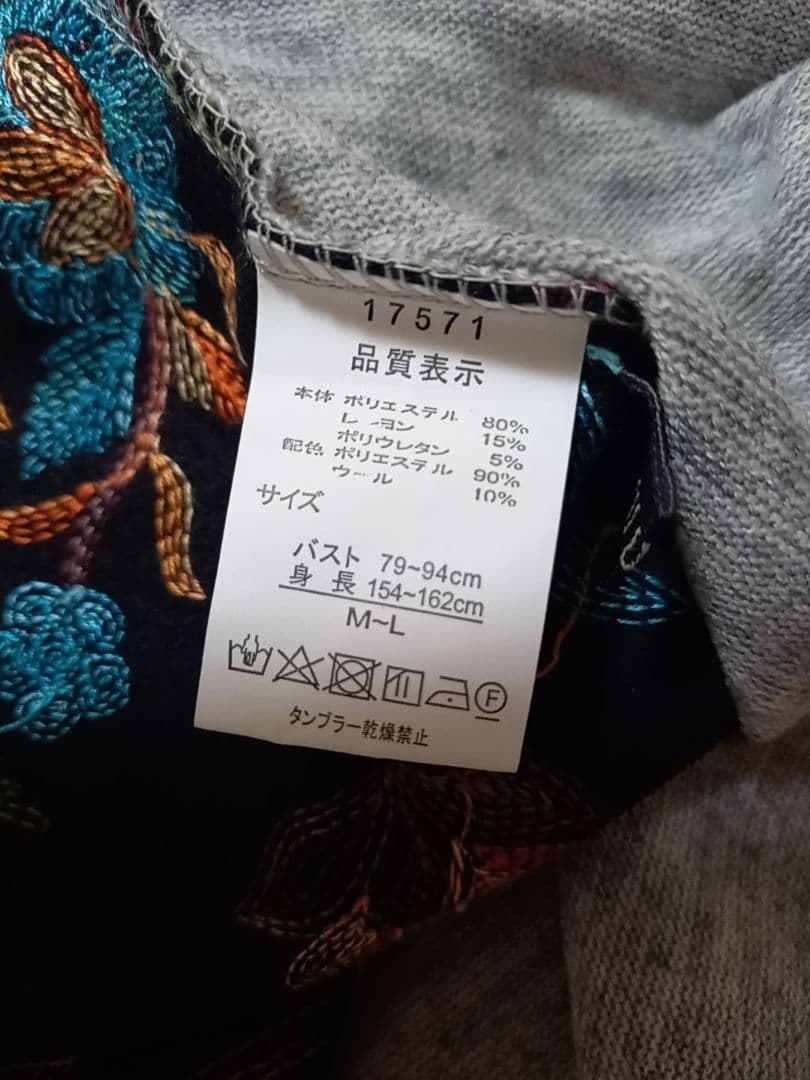 17571
品質表示
本体 ポリエステル 80%
レーヨン 15%
ポリウレタン 5%
配色 ポリエステル 90%
ウール 10%
サイズ
バスト 79~94cm
身長 154~162cm
M~L
F
タンブラー乾燥禁止